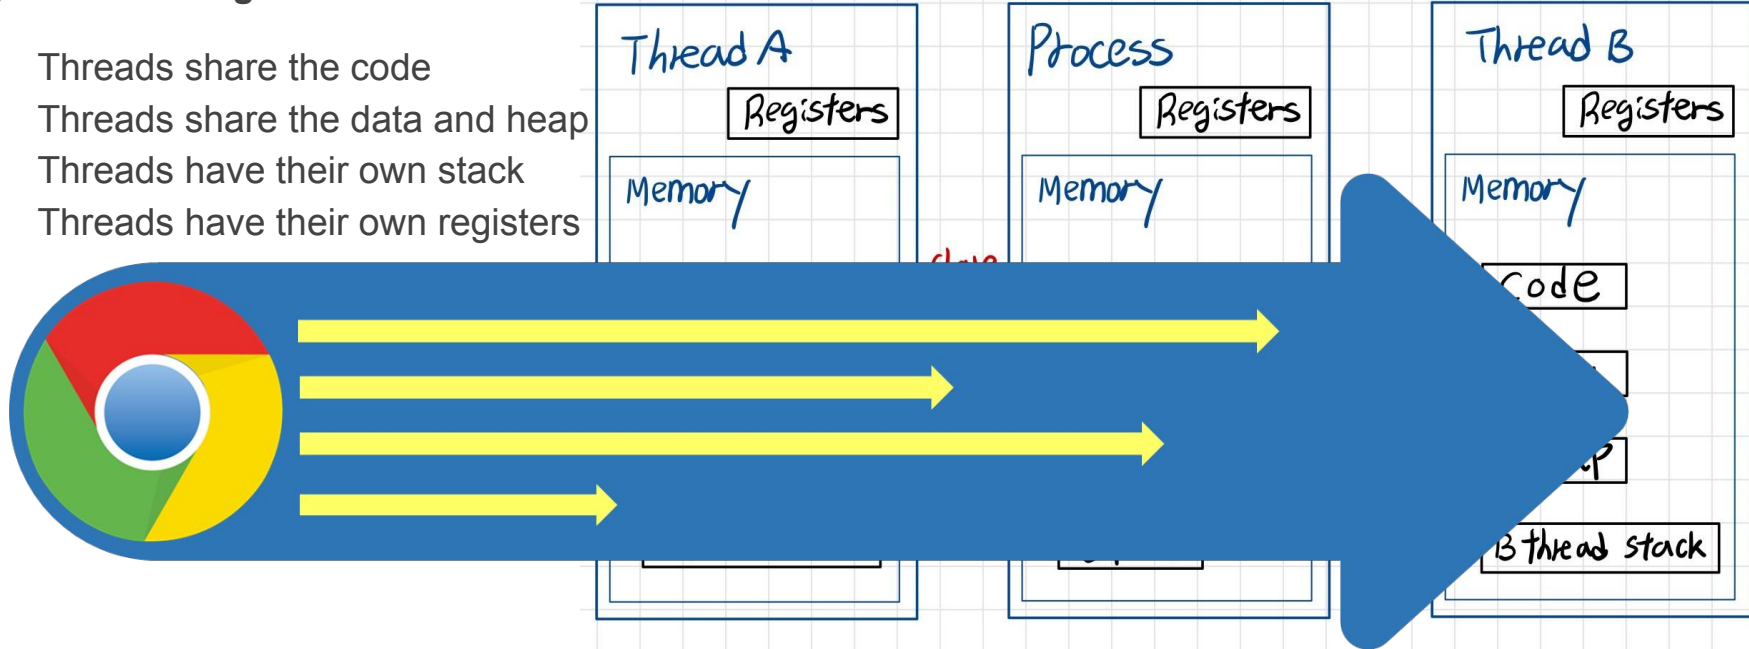 Threads share the code
Threads share the data and heap
Threads have their own stack
Threads have their own registers
Thread A
Registers
Memory
Process
Registers
Memory
Thread B
Registers
Memory
Code
B thread stack